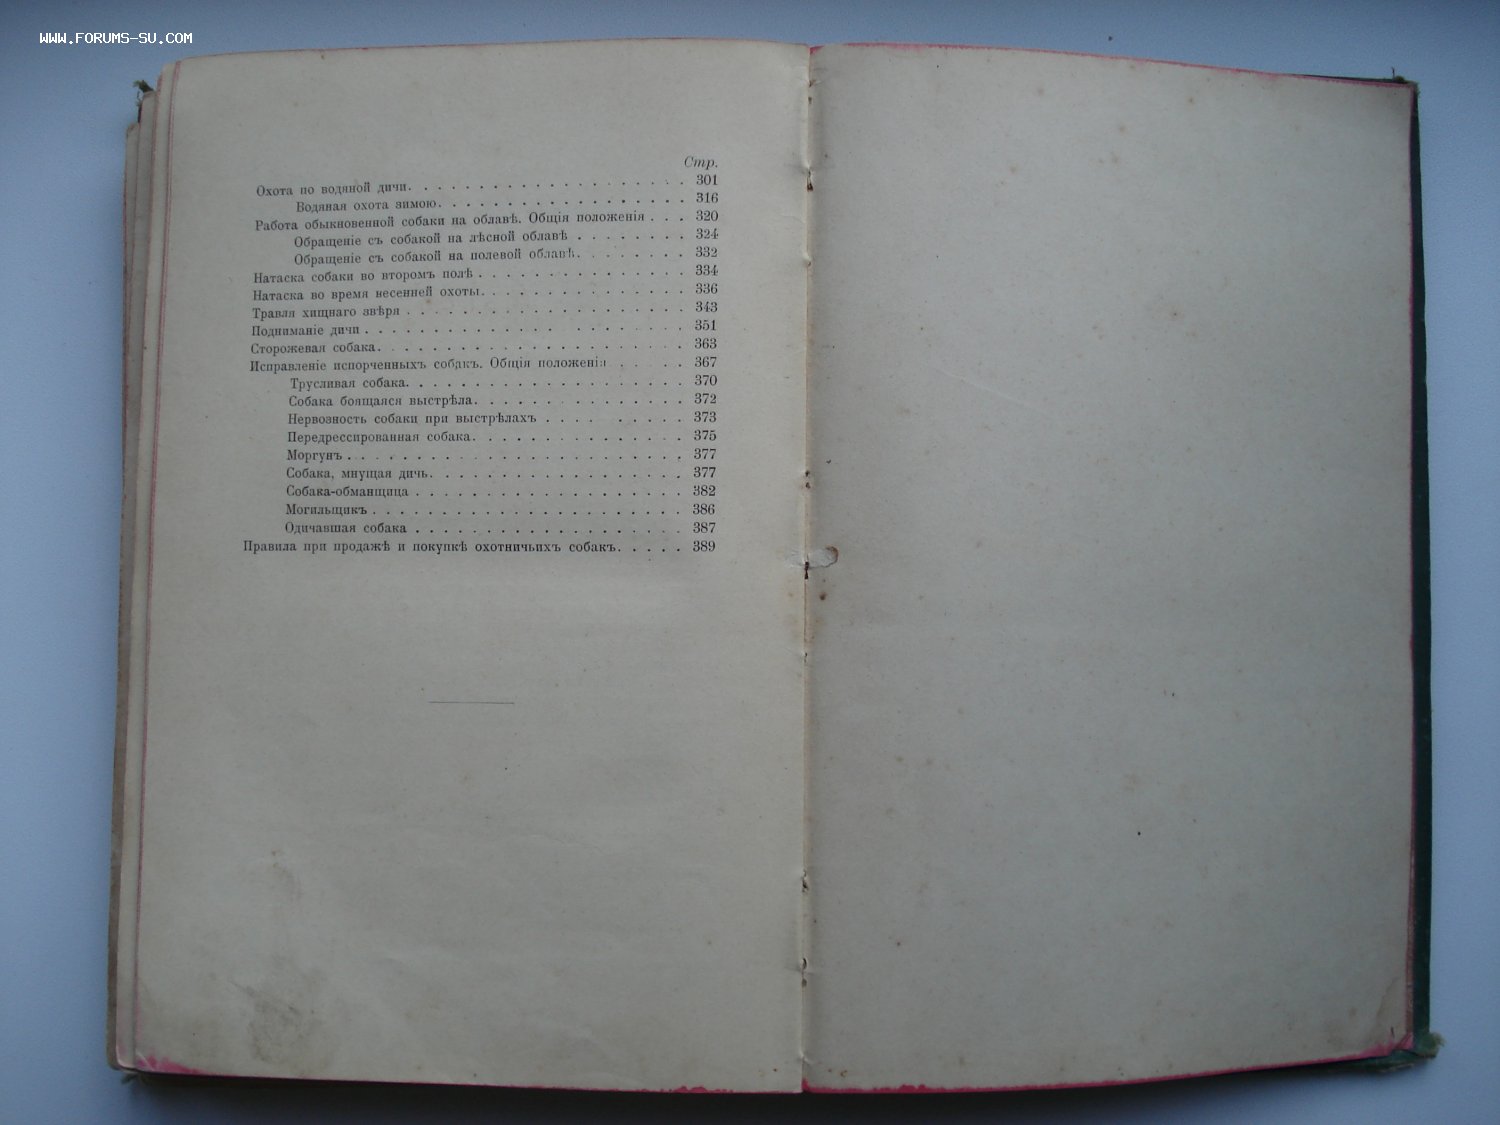 WWW.FORUMS-SU.COM
Стр.
Охота по водяной дичи. . . . . . . . . . . . . . . . . . . . 301
Водяная охота зимою. . . . . . . . . . . . . . . . . . 316
Работа обыкновенной собаки на облавѣ. Общія положенія . . . 320
Обращеніе съ собакой на лѣсной облавѣ . . . . . . . . 324
Обращеніе съ собакой на полевой облавѣ. . . . . . . . 332
Натаска собаки во второмъ полѣ . . . . . . . . . . . . . . . 334
Натаска во время весенней охоты. . . . . . . . . . . . . . . 336
Травля хищнаго звѣря . . . . . . . . . . . . . . . . . . . . 343
Подниманіе дичи . . . . . . . . . . . . . . . . . . . . . . . 351
Сторожевая собака. . . . . . . . . . . . . . . . . . . . . . 363
Исправленіе испорченныхъ собакъ. Общія положенія . . . . . 367
Трусливая собака. . . . . . . . . . . . . . . . . . . . 370
Собака боящаяся выстрѣла. . . . . . . . . . . . . . . . 372
Нервозность собаки при выстрѣлахъ . . . . . . . . . . 373
Передрессированная собака. . . . . . . . . . . . . . . . 375
Моргунъ . . . . . . . . . . . . . . . . . . . . . . . . 377
Собака, мнущая дичь. . . . . . . . . . . . . . . . . . . 377
Собака-обманщица . . . . . . . . . . . . . . . . . . . 382
Могильщикъ . . . . . . . . . . . . . . . . . . . . . . 386
Одичавшая собака . . . . . . . . . . . . . . . . . . . 387
Правила при продажѣ и покупкѣ охотничьихъ собакъ. . . . . 389